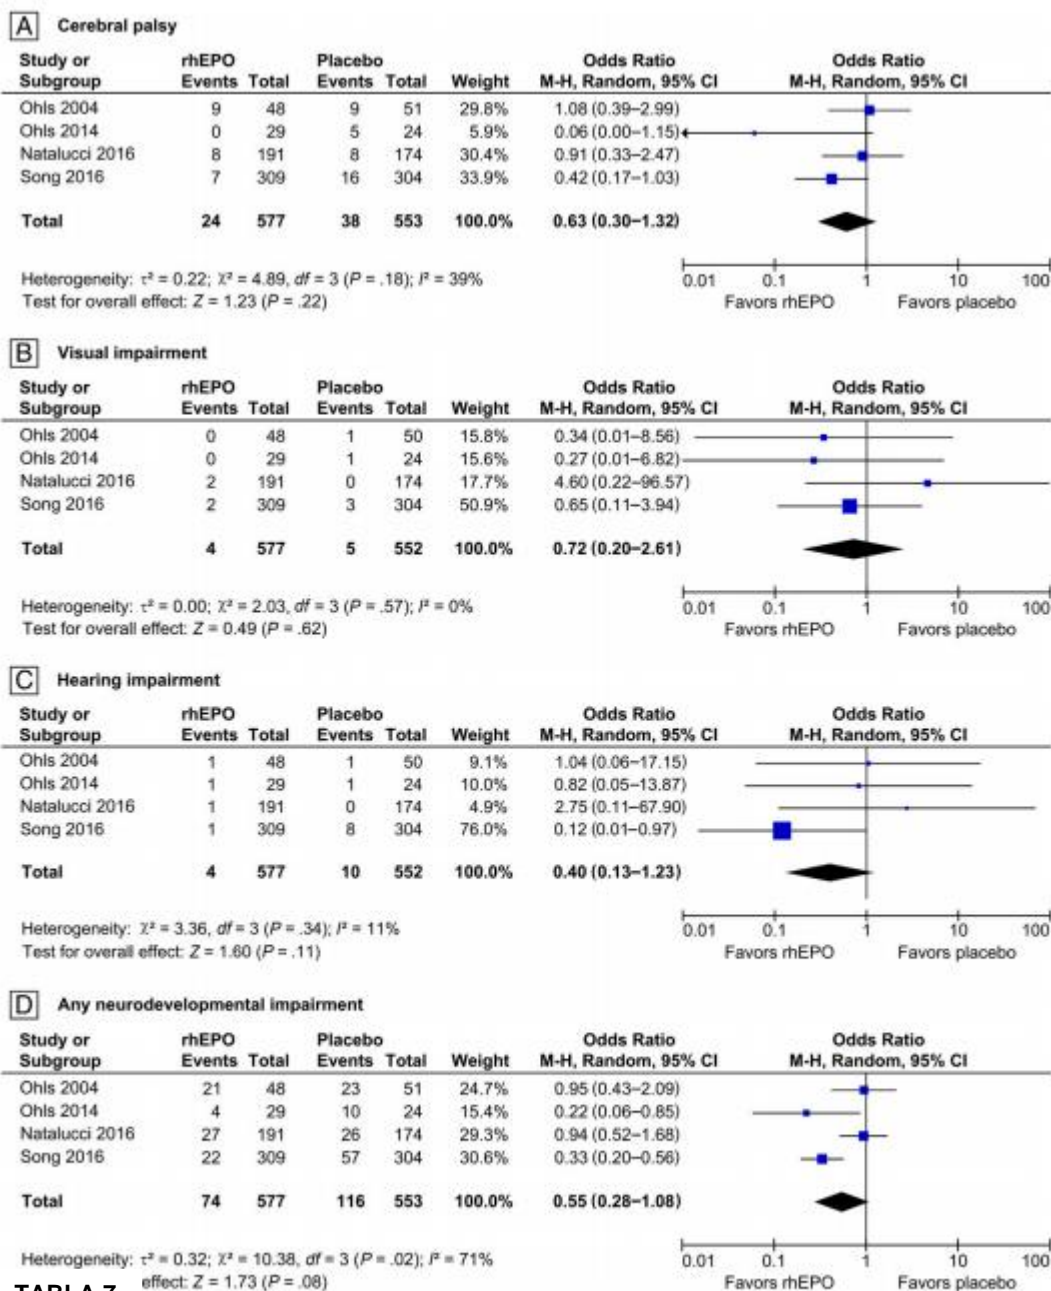 A Cerebral palsy
Study or rhEPO Placebo Odds Ratio Odds Ratio
Subgroup Events Total Events Total Weight M-H, Random, 95% CI M-H, Random, 95% CI
Ohls 2004 9 48 9 51 29.8% 1.08 (0.39–2.99)
Ohls 2014 0 29 5 24 5.9% 0.06 (0.00–1.15)
Natalucci 2016 8 191 8 174 30.4% 0.91 (0.33–2.47)
Song 2016 7 309 16 304 33.9% 0.42 (0.17–1.03)
Total 24 577 38 553 100.0% 0.63 (0.30–1.32)
Heterogeneity: τ² = 0.22; χ² = 4.89, df = 3 (P = .18); I² = 39%
Test for overall effect: Z = 1.23 (P = .22)
0.01 0.1 1 10 100
Favors rhEPO Favors placebo
B Visual impairment
Study or rhEPO Placebo Odds Ratio Odds Ratio
Subgroup Events Total Events Total Weight M-H, Random, 95% CI M-H, Random, 95% CI
Ohls 2004 0 48 1 50 15.8% 0.34 (0.01–8.56)
Ohls 2014 0 29 1 24 15.6% 0.27 (0.01–6.82)
Natalucci 2016 2 191 0 174 17.7% 4.60 (0.22–96.57)
Song 2016 2 309 3 304 50.9% 0.65 (0.11–3.94)
Total 4 577 5 552 100.0% 0.72 (0.20–2.61)
Heterogeneity: τ² = 0.00; χ² = 2.03, df = 3 (P = .57); I² = 0%
Test for overall effect: Z = 0.49 (P = .62)
0.01 0.1 1 10 100
Favors rhEPO Favors placebo
C Hearing impairment
Study or rhEPO Placebo Odds Ratio Odds Ratio
Subgroup Events Total Events Total Weight M-H, Random, 95% CI M-H, Random, 95% CI
Ohls 2004 1 48 1 50 9.1% 1.04 (0.06–17.15)
Ohls 2014 1 29 1 24 10.0% 0.82 (0.05–13.87)
Natalucci 2016 1 191 0 174 4.9% 2.75 (0.11–67.90)
Song 2016 1 309 8 304 76.0% 0.12 (0.01–0.97)
Total 4 577 10 552 100.0% 0.40 (0.13–1.23)
Heterogeneity: χ² = 3.36, df = 3 (P = .34); I² = 11%
Test for overall effect: Z = 1.60 (P = .11)
0.01 0.1 1 10 100
Favors rhEPO Favors placebo
D Any neurodevelopmental impairment
Study or rhEPO Placebo Odds Ratio Odds Ratio
Subgroup Events Total Events Total Weight M-H, Random, 95% CI M-H, Random, 95% CI
Ohls 2004 21 48 23 51 24.7% 0.95 (0.43–2.09)
Ohls 2014 4 29 10 24 15.4% 0.22 (0.06–0.85)
Natalucci 2016 27 191 26 174 29.3% 0.94 (0.52–1.68)
Song 2016 22 309 57 304 30.6% 0.33 (0.20–0.56)
Total 74 577 116 553 100.0% 0.55 (0.28–1.08)
Heterogeneity: τ² = 0.32; χ² = 10.38, df = 3 (P = .02); I² = 71%
effect: Z = 1.73 (P = .08)
0.01 0.1 1 10 100
Favors rhEPO Favors placebo